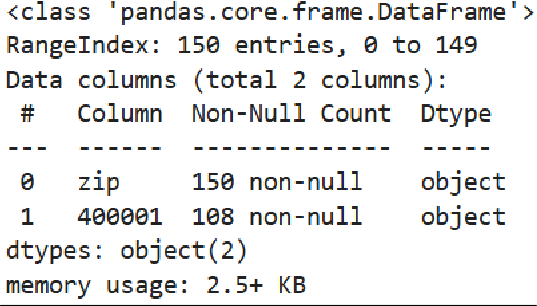 <class 'pandas.core.frame.DataFrame'>
RangeIndex: 150 entries, 0 to 149
Data columns (total 2 columns):
 #   Column  Non-Null Count  Dtype
---  ------  --------------  -----
 0   zip     150 non-null    object
 1   400001  108 non-null    object
dtypes: object(2)
memory usage: 2.5+ KB